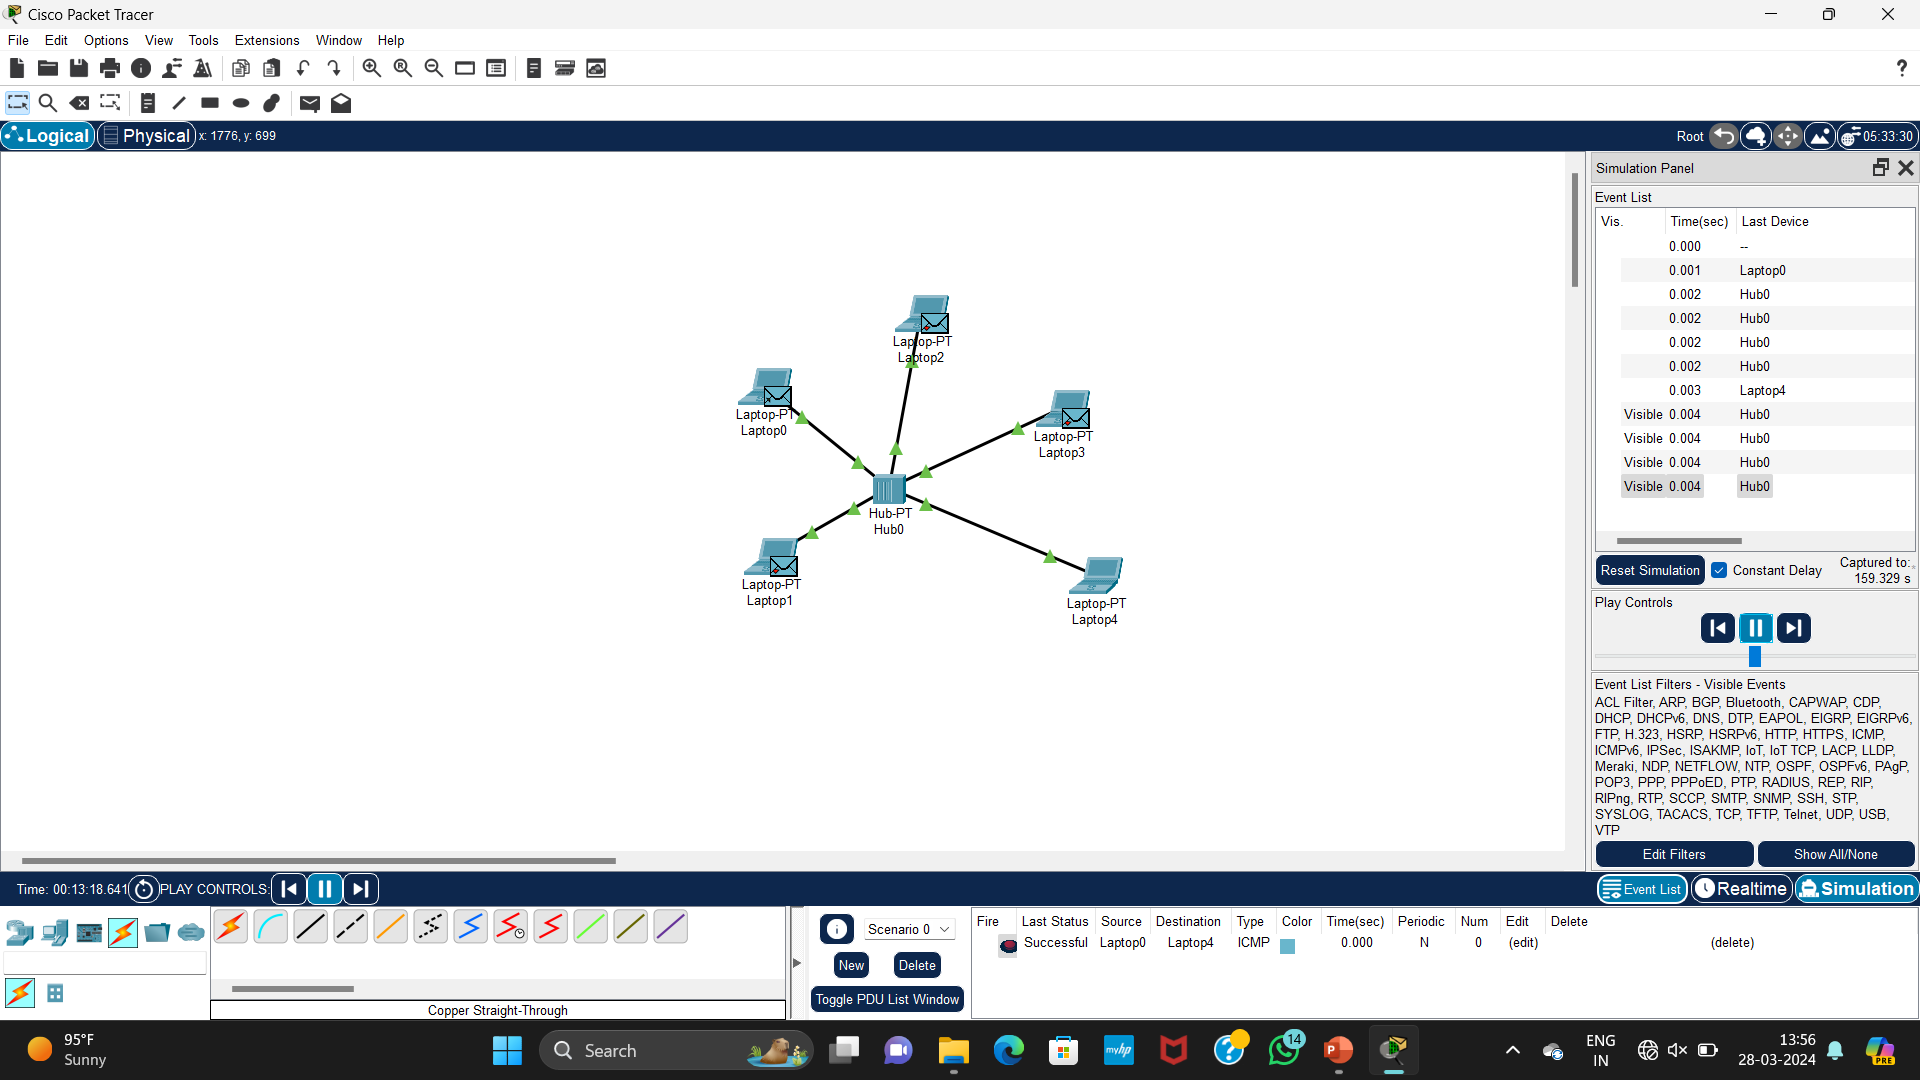 Cisco Packet Tracer
File Edit Options View Tools Extensions Window Help
?
Logical Physical x: 1776, y: 699
Root 05:33:30
Simulation Panel
Event List
Vis. Time(sec) Last Device
0.000 --
0.001 Laptop0
0.002 Hub0
0.002 Hub0
0.002 Hub0
0.002 Hub0
0.003 Laptop4
Visible 0.004 Hub0
Visible 0.004 Hub0
Visible 0.004 Hub0
Visible 0.004 Hub0
Reset Simulation Constant Delay Captured to:
159.329 s
Play Controls
Event List Filters - Visible Events
ACL Filter, ARP, BGP, Bluetooth, CAPWAP, CDP,
DHCP, DHCPv6, DNS, DTP, EAPOL, EIGRP, EIGRPv6,
FTP, H.323, HSRP, HSRPv6, HTTP, HTTPS, ICMP,
ICMPv6, IPSec, ISAKMP, IoT, IoT TCP, LACP, LLDP,
Meraki, NDP, NETFLOW, NTP, OSPF, OSPFv6, PAgP,
POP3, PPP, PPPoED, PTP, RADIUS, REP, RIP,
RIPng, RTP, SCCP, SMTP, SNMP, SSH, STP,
SYSLOG, TACACS, TCP, TFTP, Telnet, UDP, USB,
VTP
Edit Filters Show All/None
Laptop-PT
Laptop2
Laptop-PT
Laptop0
Laptop-PT
Laptop3
Hub-PT
Hub0
Laptop-PT
Laptop1
Laptop-PT
Laptop4
Time: 00:13:18.641 PLAY CONTROLS:
Event List Realtime Simulation
Copper Straight-Through
Scenario 0
New Delete
Toggle PDU List Window
Fire Last Status Source Destination Type Color Time(sec) Periodic Num Edit Delete
Successful Laptop0 Laptop4 ICMP 0.000 N 0 (edit) (delete)
95°F
Sunny
Search
myhp
14
ENG
IN
13:56
28-03-2024
PRE